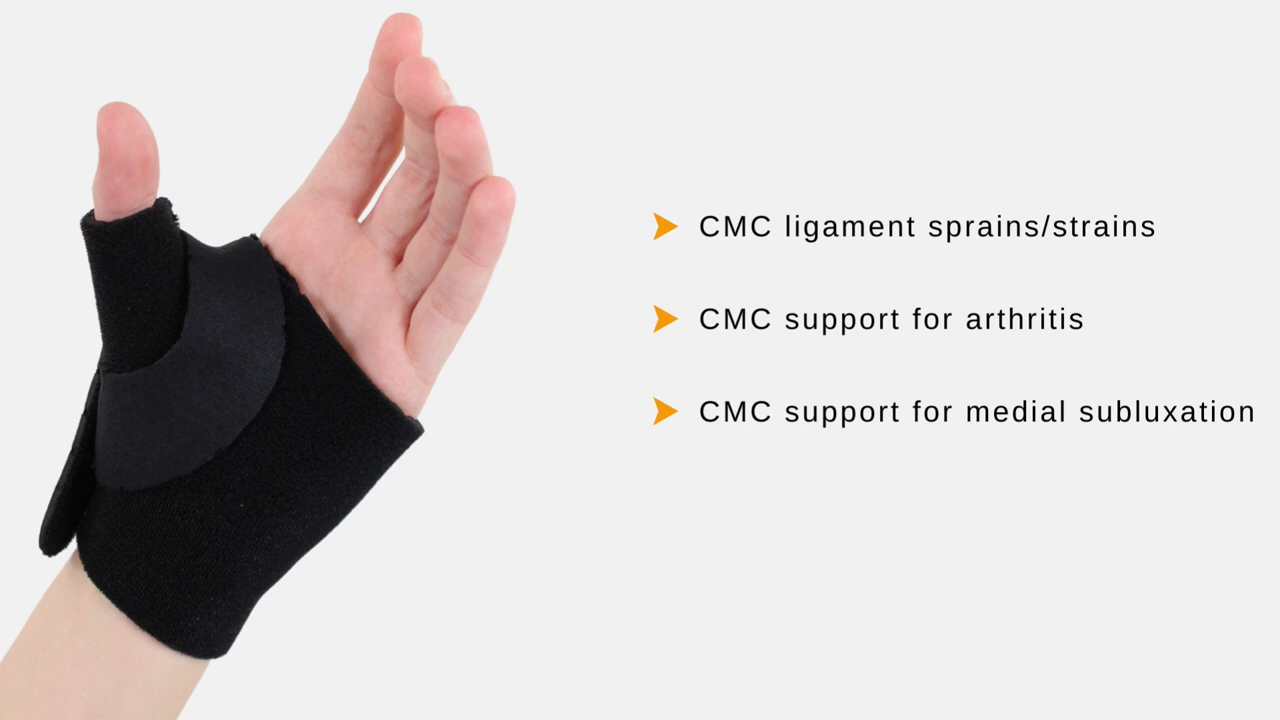 CMC ligament sprains/strains
CMC support for arthritis
CMC support for medial subluxation